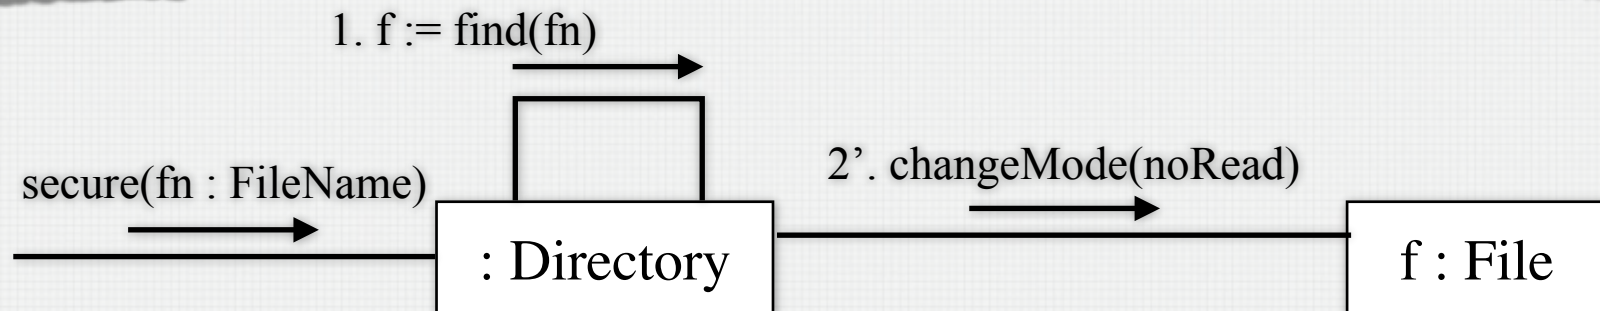 1. f := find(fn)
secure(fn : FileName)
2’. changeMode(noRead)
: Directory
f : File